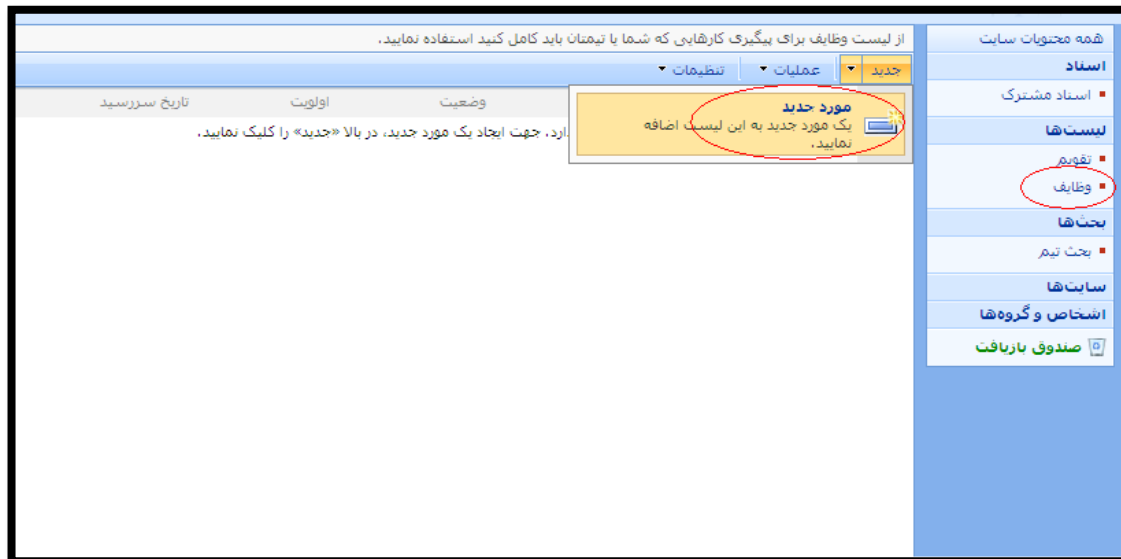 از لیست وظایف برای پیگیری کارهایی که شما یا تیمتان باید کامل کنید استفاده نمایید.
جدید عملیات تنظیمات
وضعیت اولویت تاریخ سررسید
مورد جدید
یک مورد جدید به این لیست اضافه
نمایید.
جهت ایجاد یک مورد جدید، در بالا «جدید» را کلیک نمایید.
همه محتویات سایت
اسناد
اسناد مشترک
لیست‌ها
تقویم
وظایف
بحث‌ها
بحث تیم
سایت‌ها
اشخاص و گروه‌ها
صندوق بازیافت